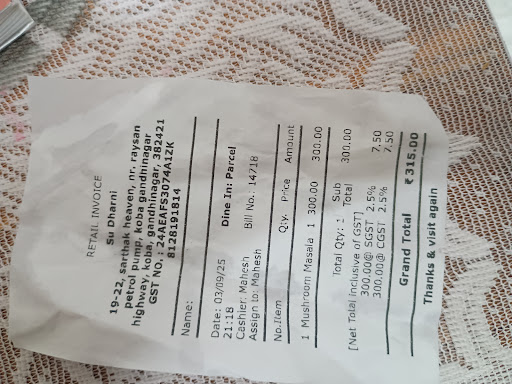 RETAIL INVOICE
Su Dharni
19-22, sarthak heaven, nr, raysan
petrol pump, koba gandhinagar
highway, koba, gandhinagar, 382421
GST NO. : 24AEAFS3074A1ZK
8128191814
Name:
Date: 03/09/25 Dine In: Parcel
21:18
Cashier: Mahesh Bill No.: 14718
Assign to: Mahesh
No.Item Qty. Price Amount
1 Mushroom Masala 1 300.00 300.00
Total Qty: 1 Sub Total 300.00
[Net Total Inclusive of GST]
300.00@ SGST 2.5% 7.50
300.00@ CGST 2.5% 7.50
Grand Total ₹315.00
Thanks & visit again